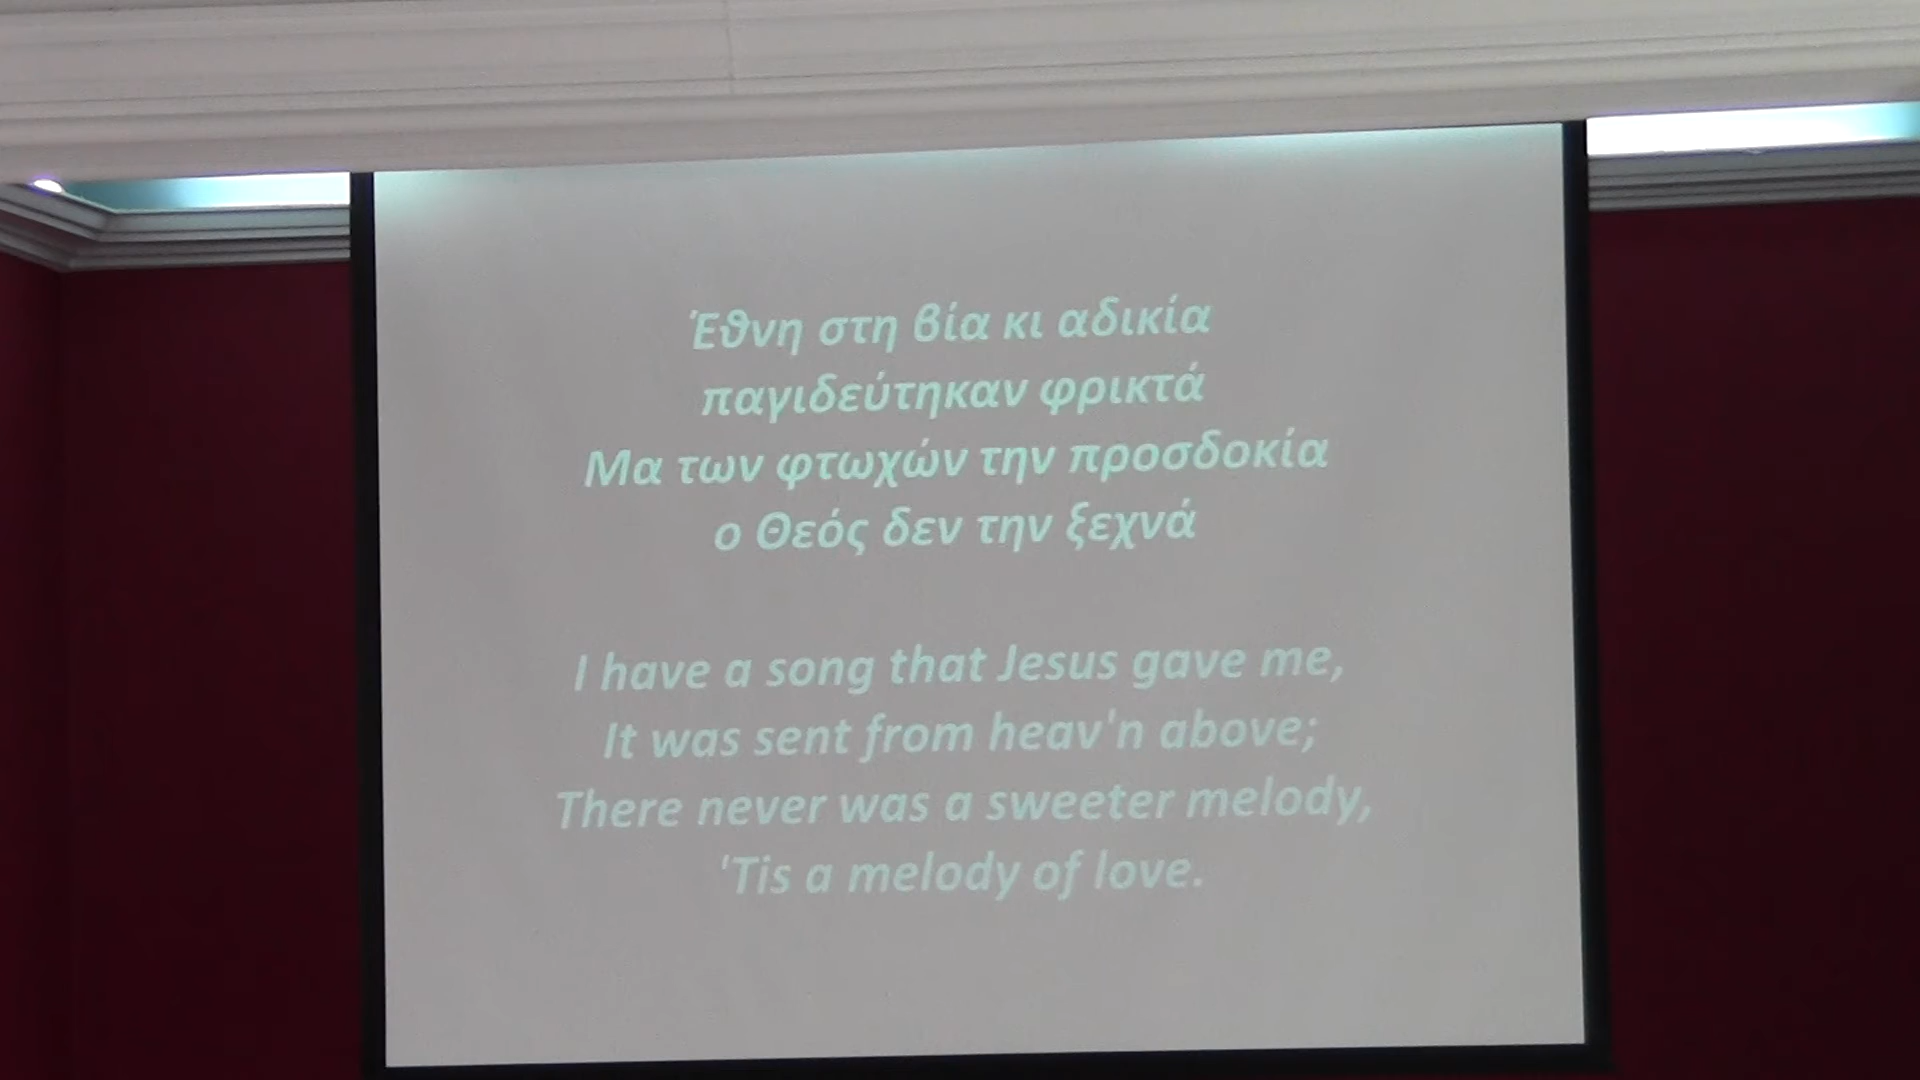 Έθνη στη βία κι αδικία
παγιδεύτηκαν φρικτά
Μα των φτωχών την προσδοκία
ο Θεός δεν την ξεχνά
I have a song that Jesus gave me,
It was sent from heav'n above;
There never was a sweeter melody,
'Tis a melody of love.